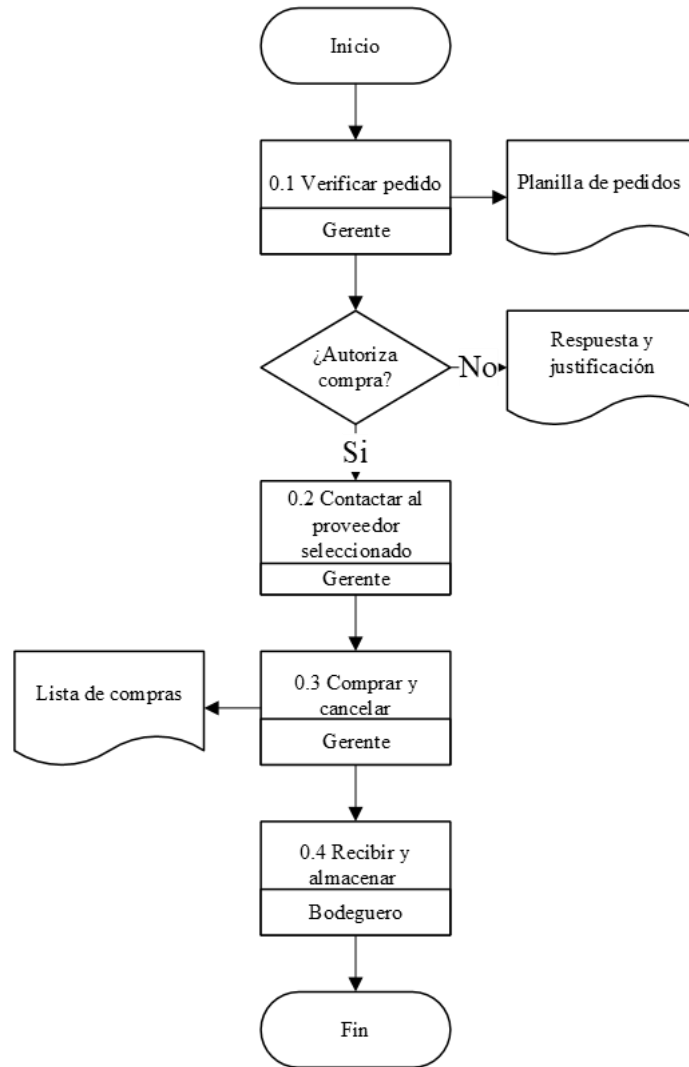 Inicio
0.1 Verificar pedido
Gerente
Planilla de pedidos
¿Autoriza
compra?
No
Respuesta y
justificación
Si
0.2 Contactar al
proveedor
seleccionado
Gerente
Lista de compras
0.3 Comprar y
cancelar
Gerente
0.4 Recibir y
almacenar
Bodeguero
Fin